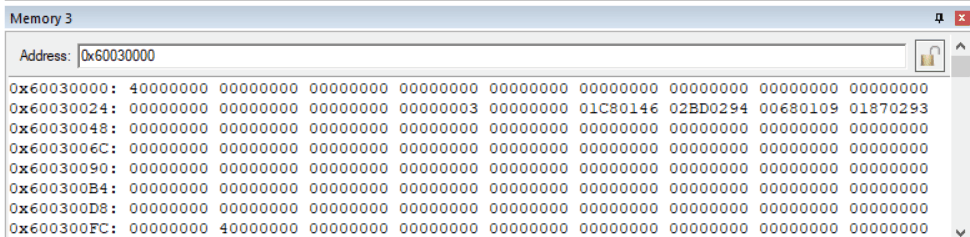 Memory 3
Address: 0x60030000
0x60030000: 40000000 00000000 00000000 00000000 00000000 00000000 00000000 00000000 00000000
0x60030024: 00000000 00000000 00000000 00000003 00000000 01C80146 02BD0294 00680109 01870293
0x60030048: 00000000 00000000 00000000 00000000 00000000 00000000 00000000 00000000 00000000
0x6003006C: 00000000 00000000 00000000 00000000 00000000 00000000 00000000 00000000 00000000
0x60030090: 00000000 00000000 00000000 00000000 00000000 00000000 00000000 00000000 00000000
0x600300B4: 00000000 00000000 00000000 00000000 00000000 00000000 00000000 00000000 00000000
0x600300D8: 00000000 00000000 00000000 00000000 00000000 00000000 00000000 00000000 00000000
0x600300FC: 00000000 40000000 00000000 00000000 00000000 00000000 00000000 00000000 00000000